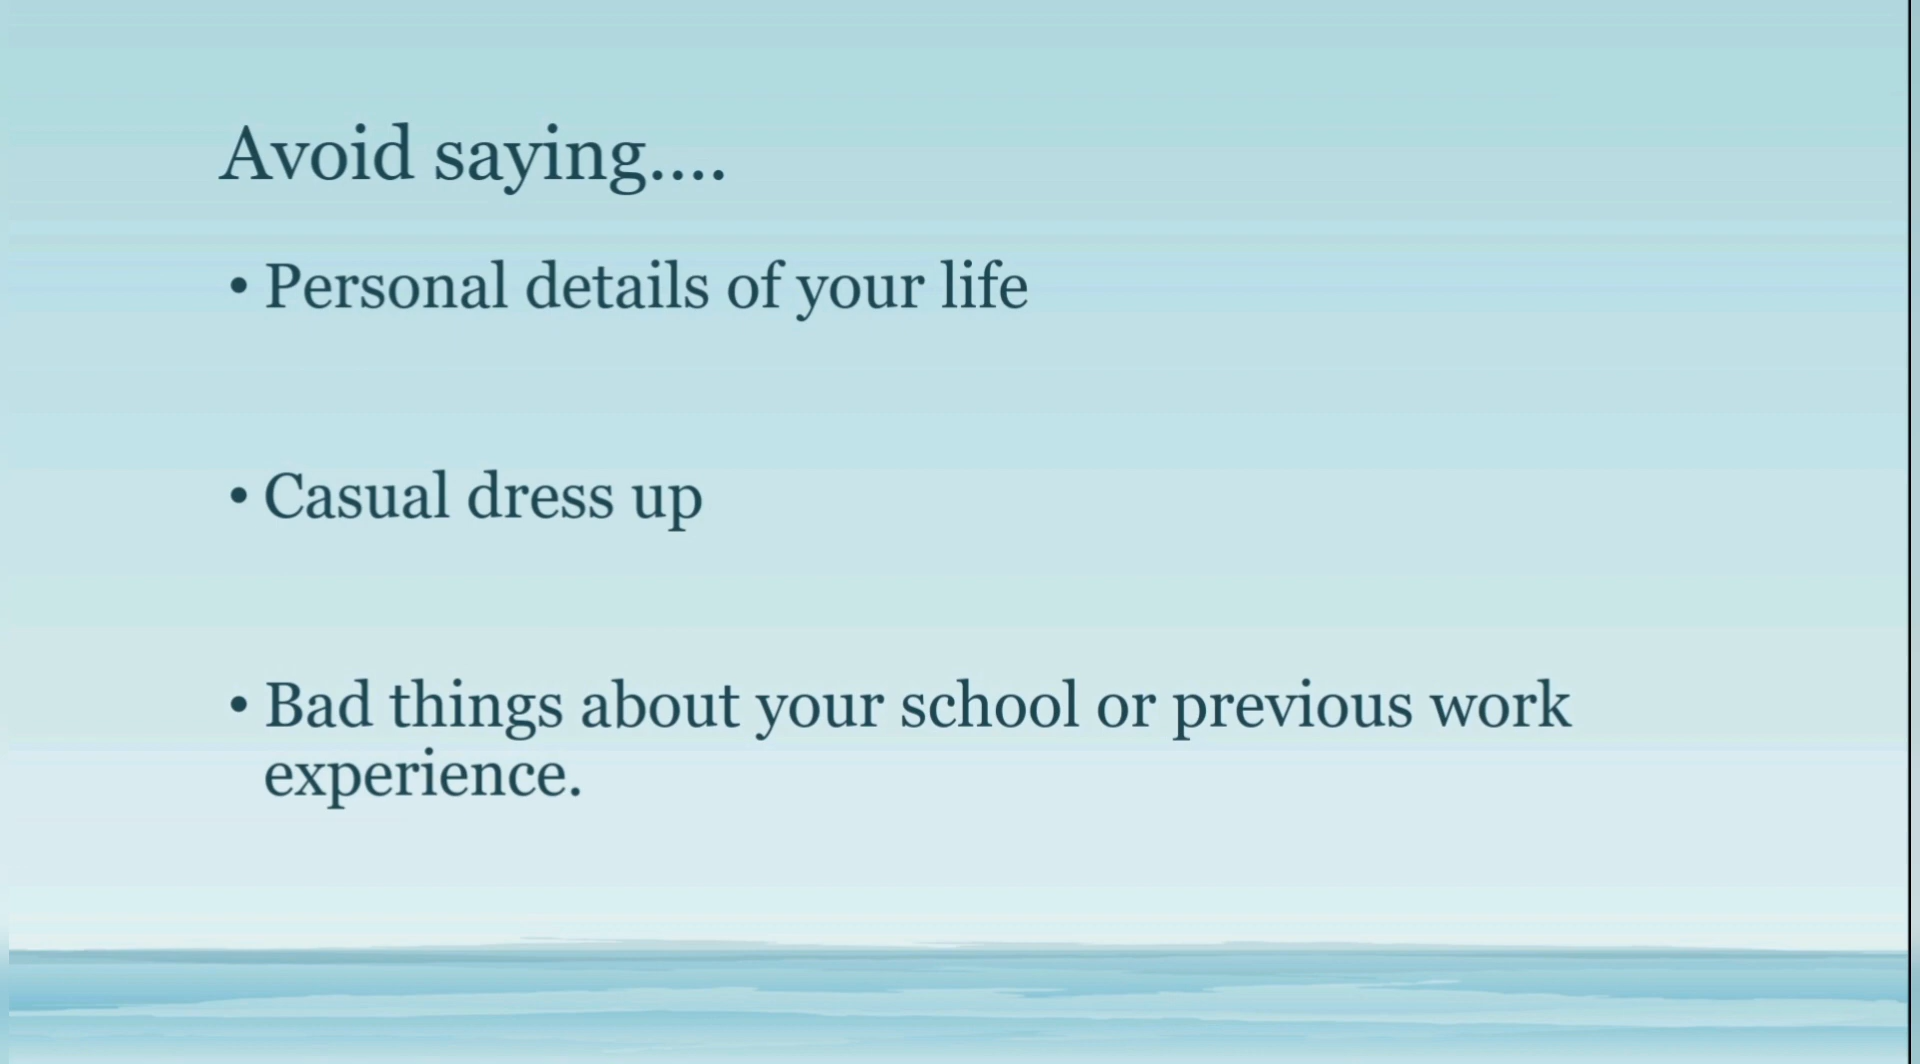 Avoid saying....
• Personal details of your life
• Casual dress up
• Bad things about your school or previous work
experience.